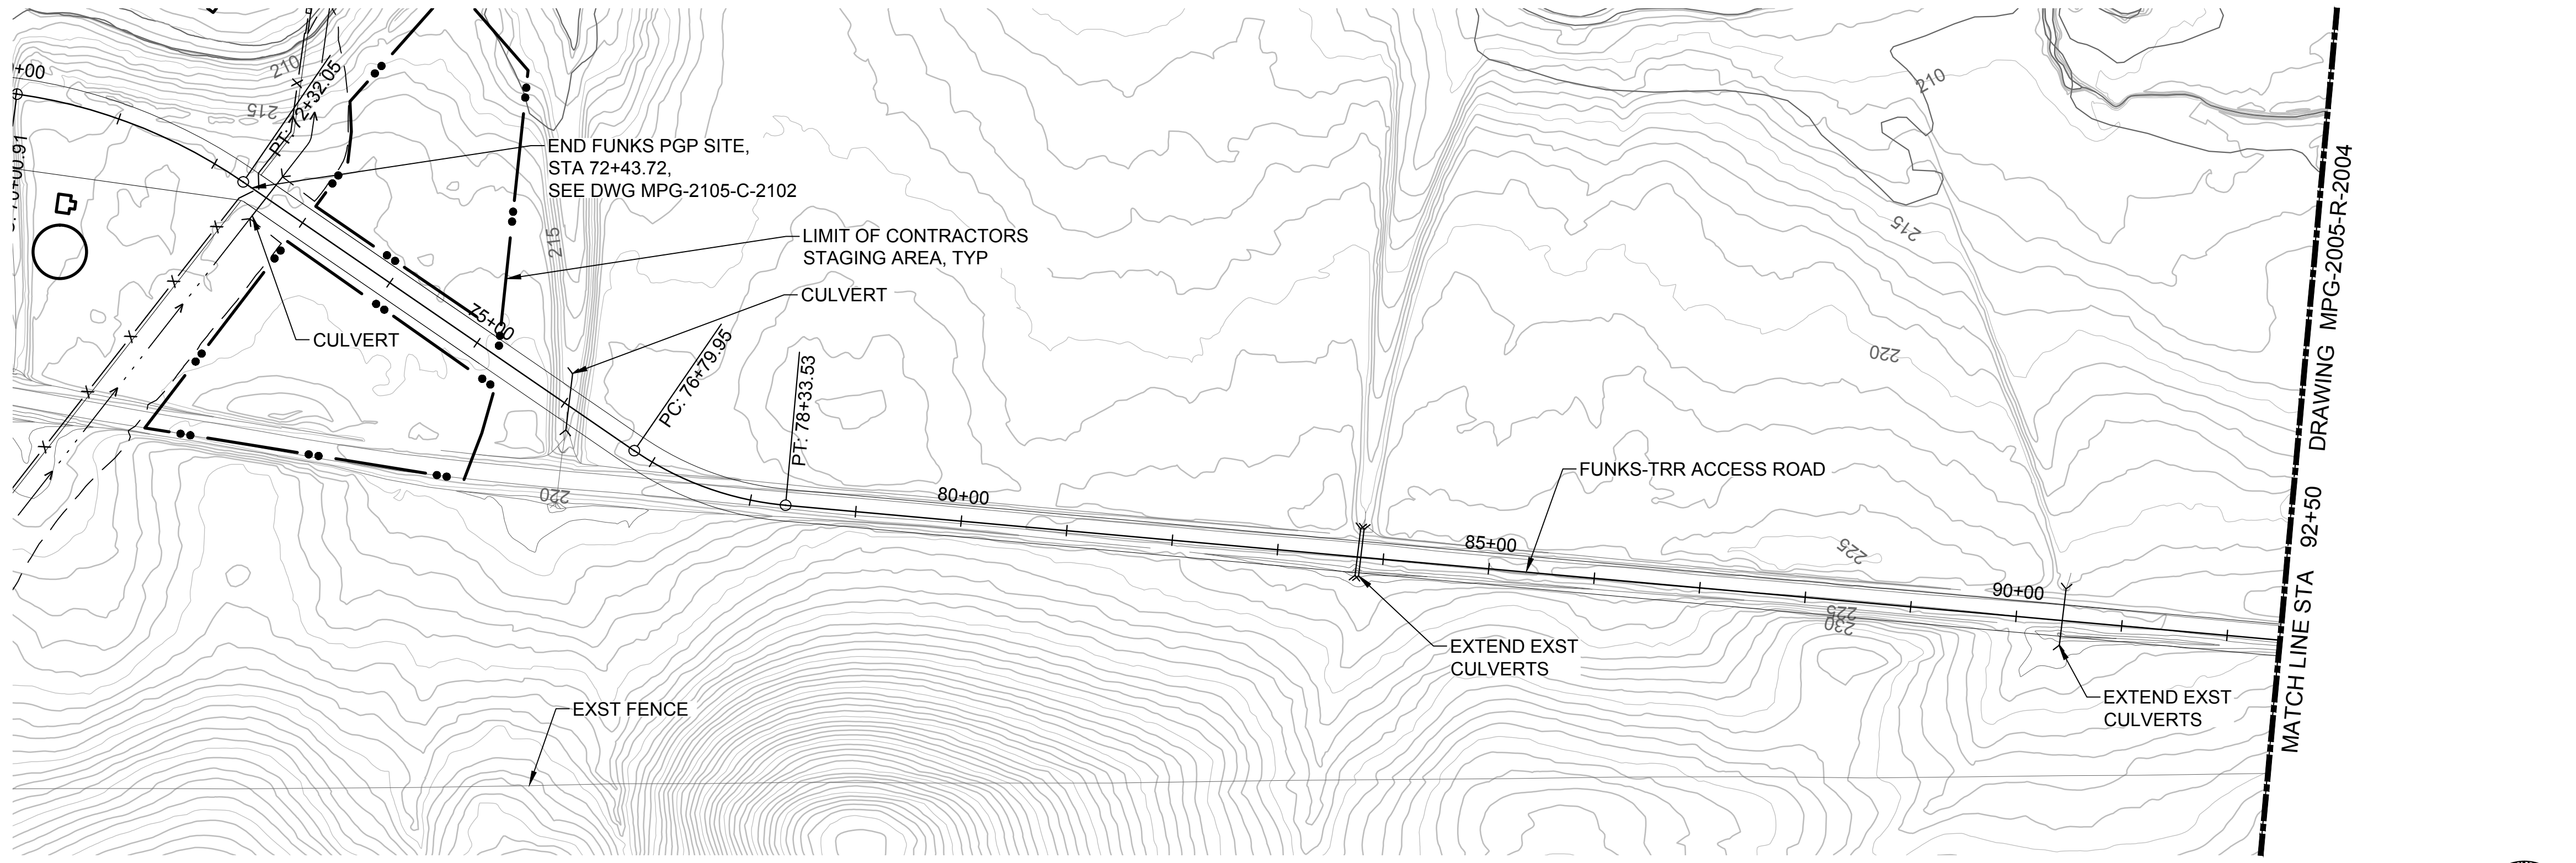 +00
210
215
PT: 72+32.05
END FUNKS PGP SITE,
STA 72+43.72,
SEE DWG MPG-2105-C-2102
LIMIT OF CONTRACTORS
STAGING AREA, TYP
215
CULVERT
CULVERT
75+00
PC: 76+79.95
PT: 78+33.53
220
80+00
FUNKS-TRR ACCESS ROAD
85+00
90+00
210
215
220
225
225
230
EXTEND EXST
CULVERTS
EXTEND EXST
CULVERTS
EXST FENCE
MATCH LINE STA 92+50 DRAWING MPG-2005-R-2004